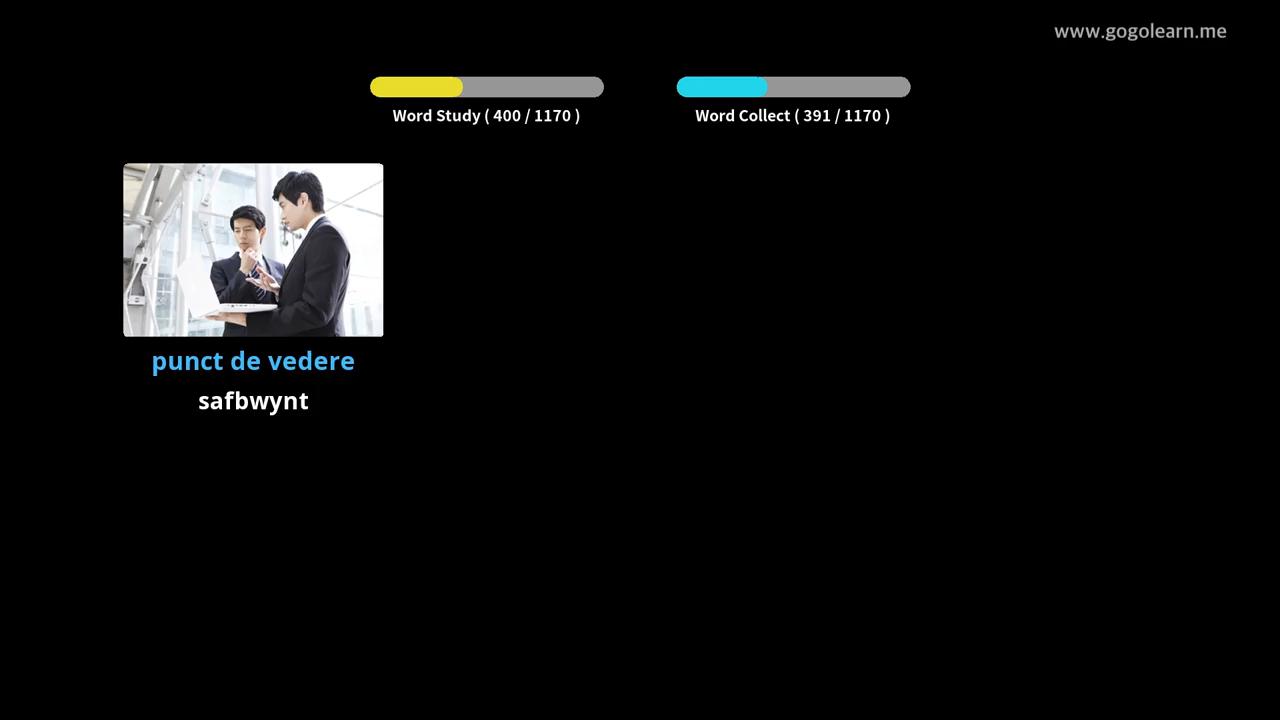 www.gogolearn.me
Word Study ( 400 / 1170 )
Word Collect ( 391 / 1170 )
punct de vedere
safbwynt